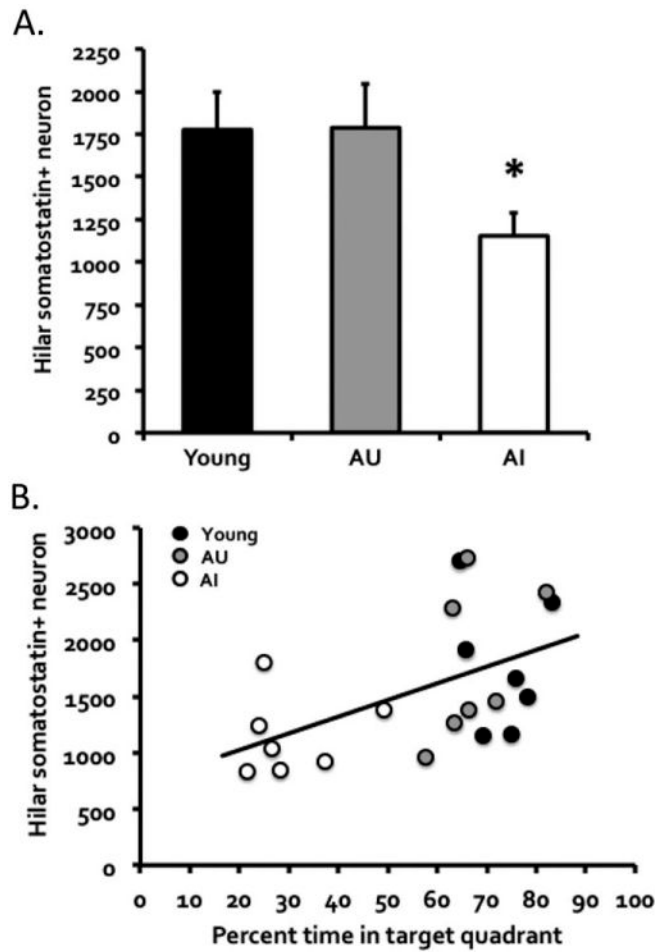 A.
Hilar somatostatin+ neuron
2250
2000
1750
1500
1250
1000
750
500
250
0
*
Young
AU
AI
B.
Hilar somatostatin+ neuron
3000
2500
2000
1500
1000
500
0
Young
AU
AI
0 10 20 30 40 50 60 70 80 90 100
Percent time in target quadrant